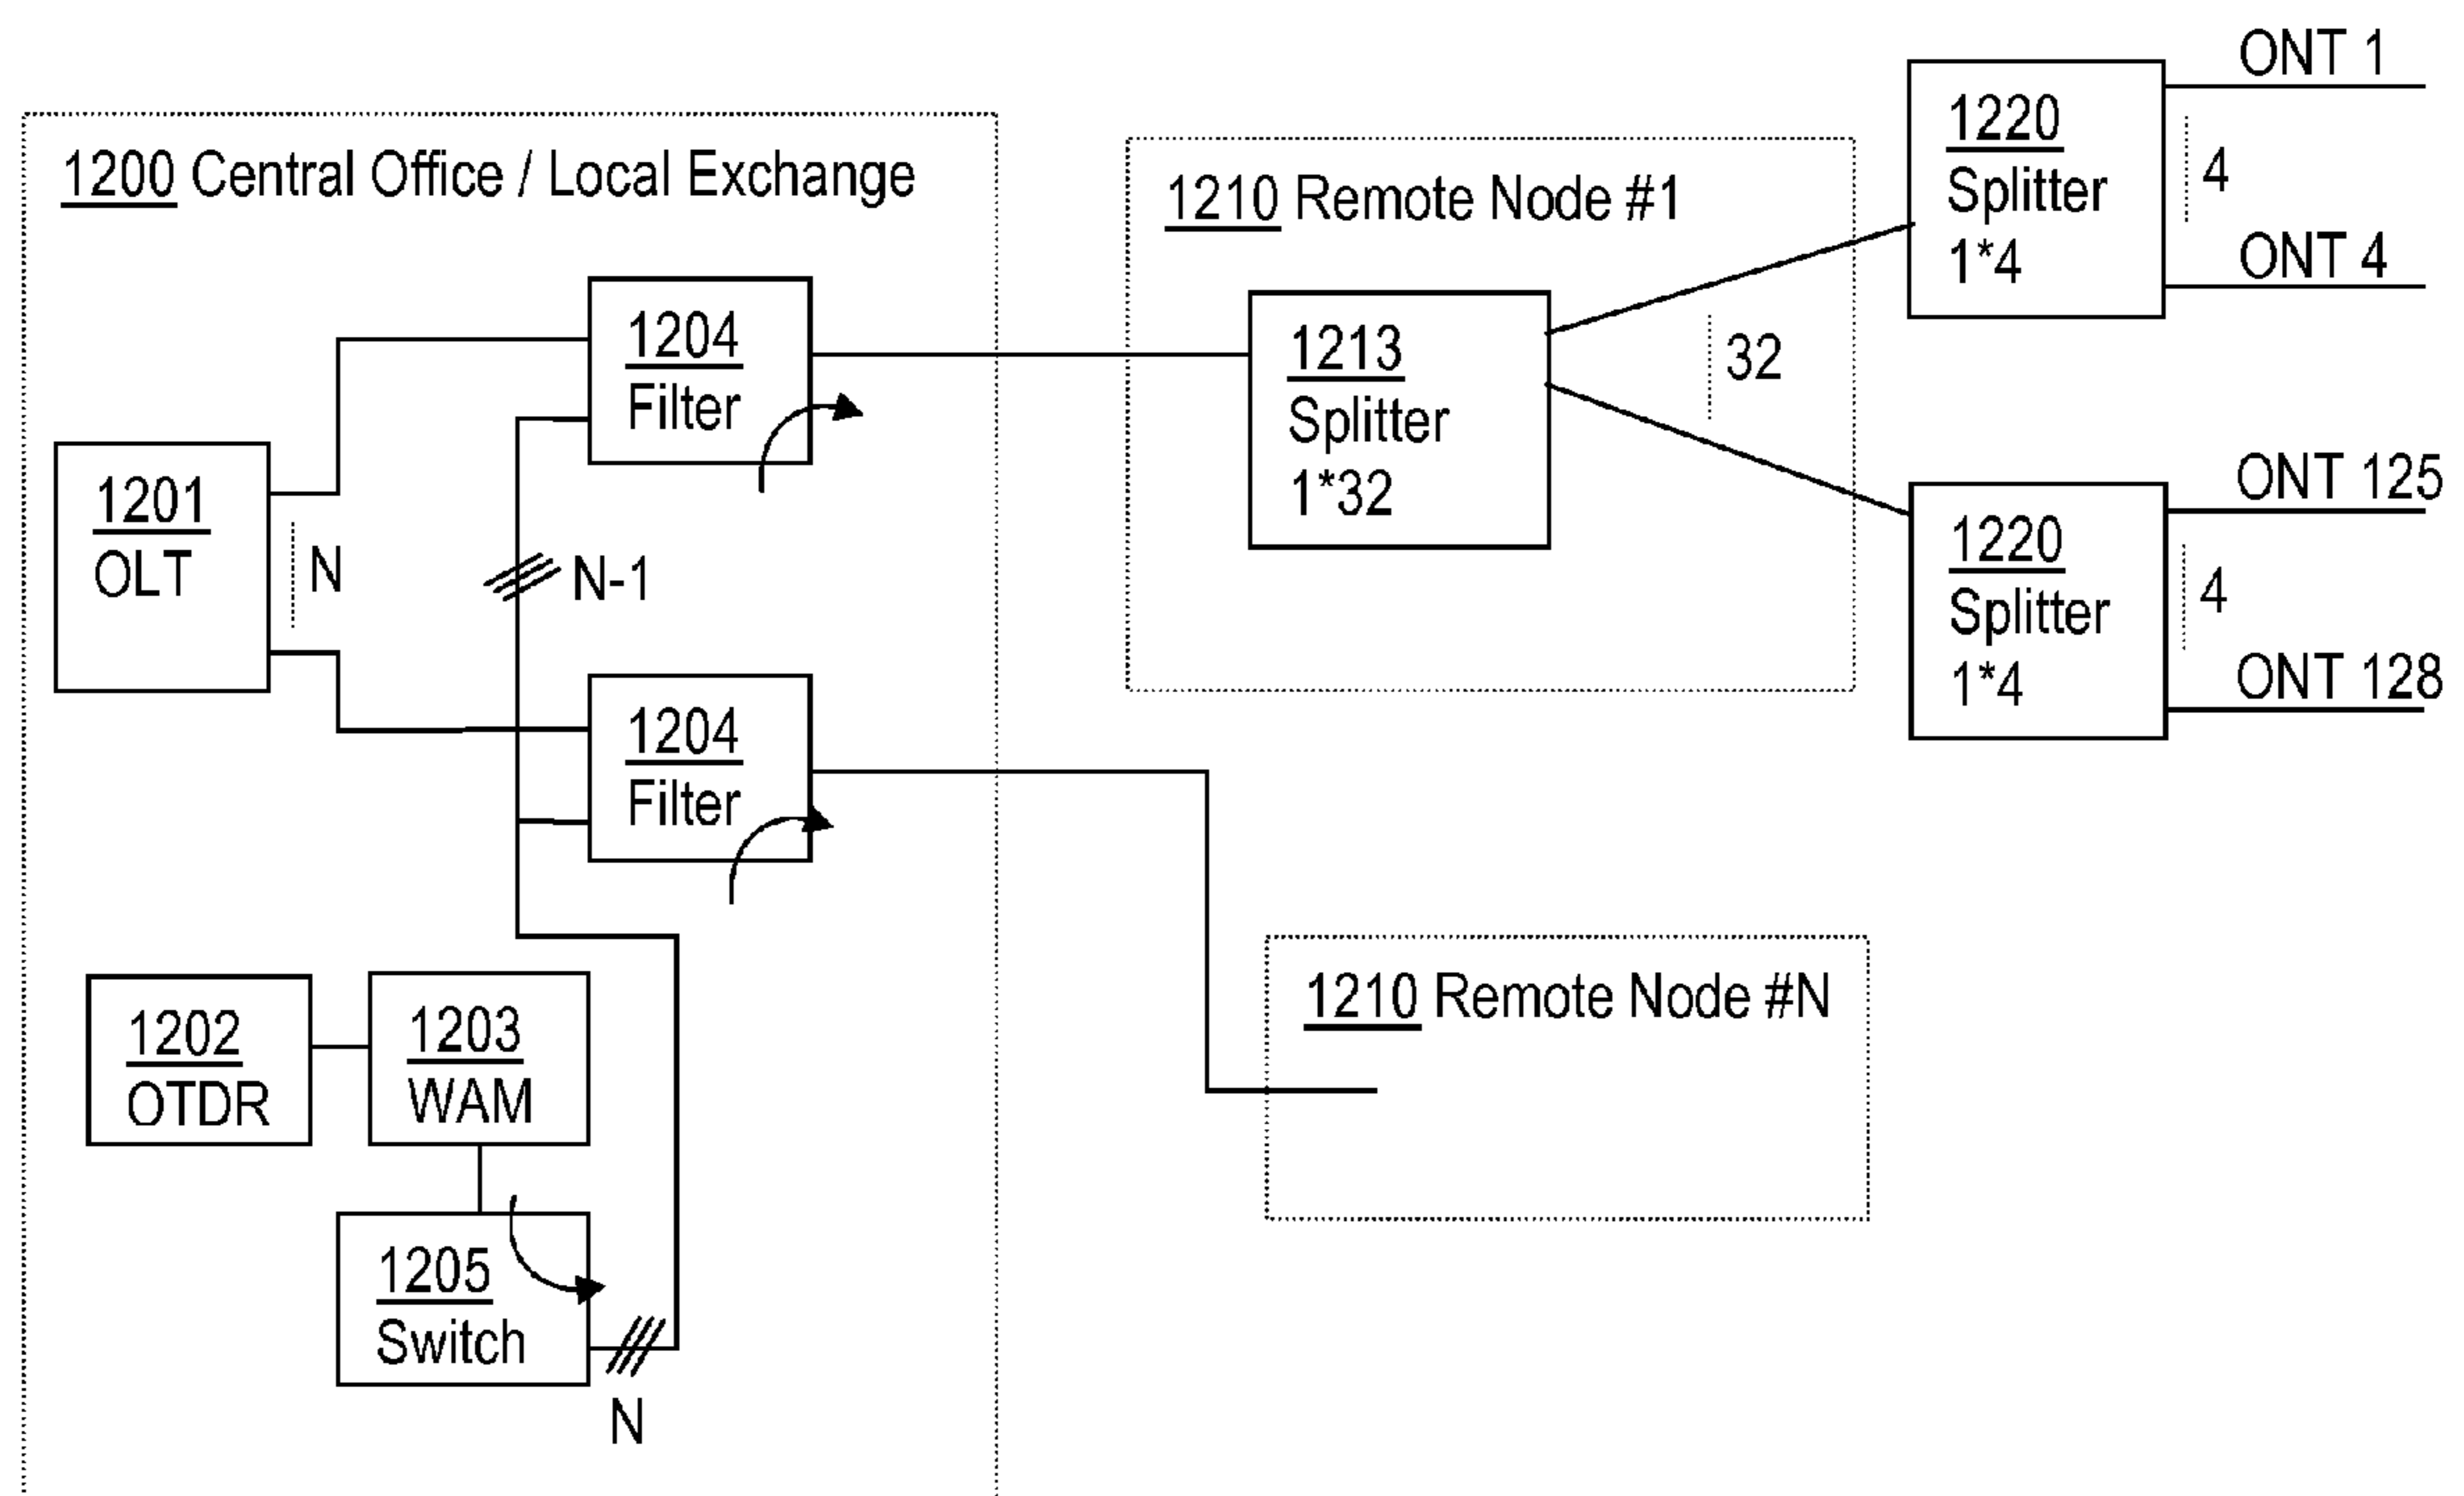 1200 Central Office / Local Exchange
1201
OLT
N
1204
Filter
N-1
1204
Filter
1202
OTDR
1203
WAM
1205
Switch
N
1210 Remote Node #1
1213
Splitter
1*32
32
1220
Splitter
1*4
ONT 1
4
ONT 4
1220
Splitter
1*4
ONT 125
4
ONT 128
1210 Remote Node #N